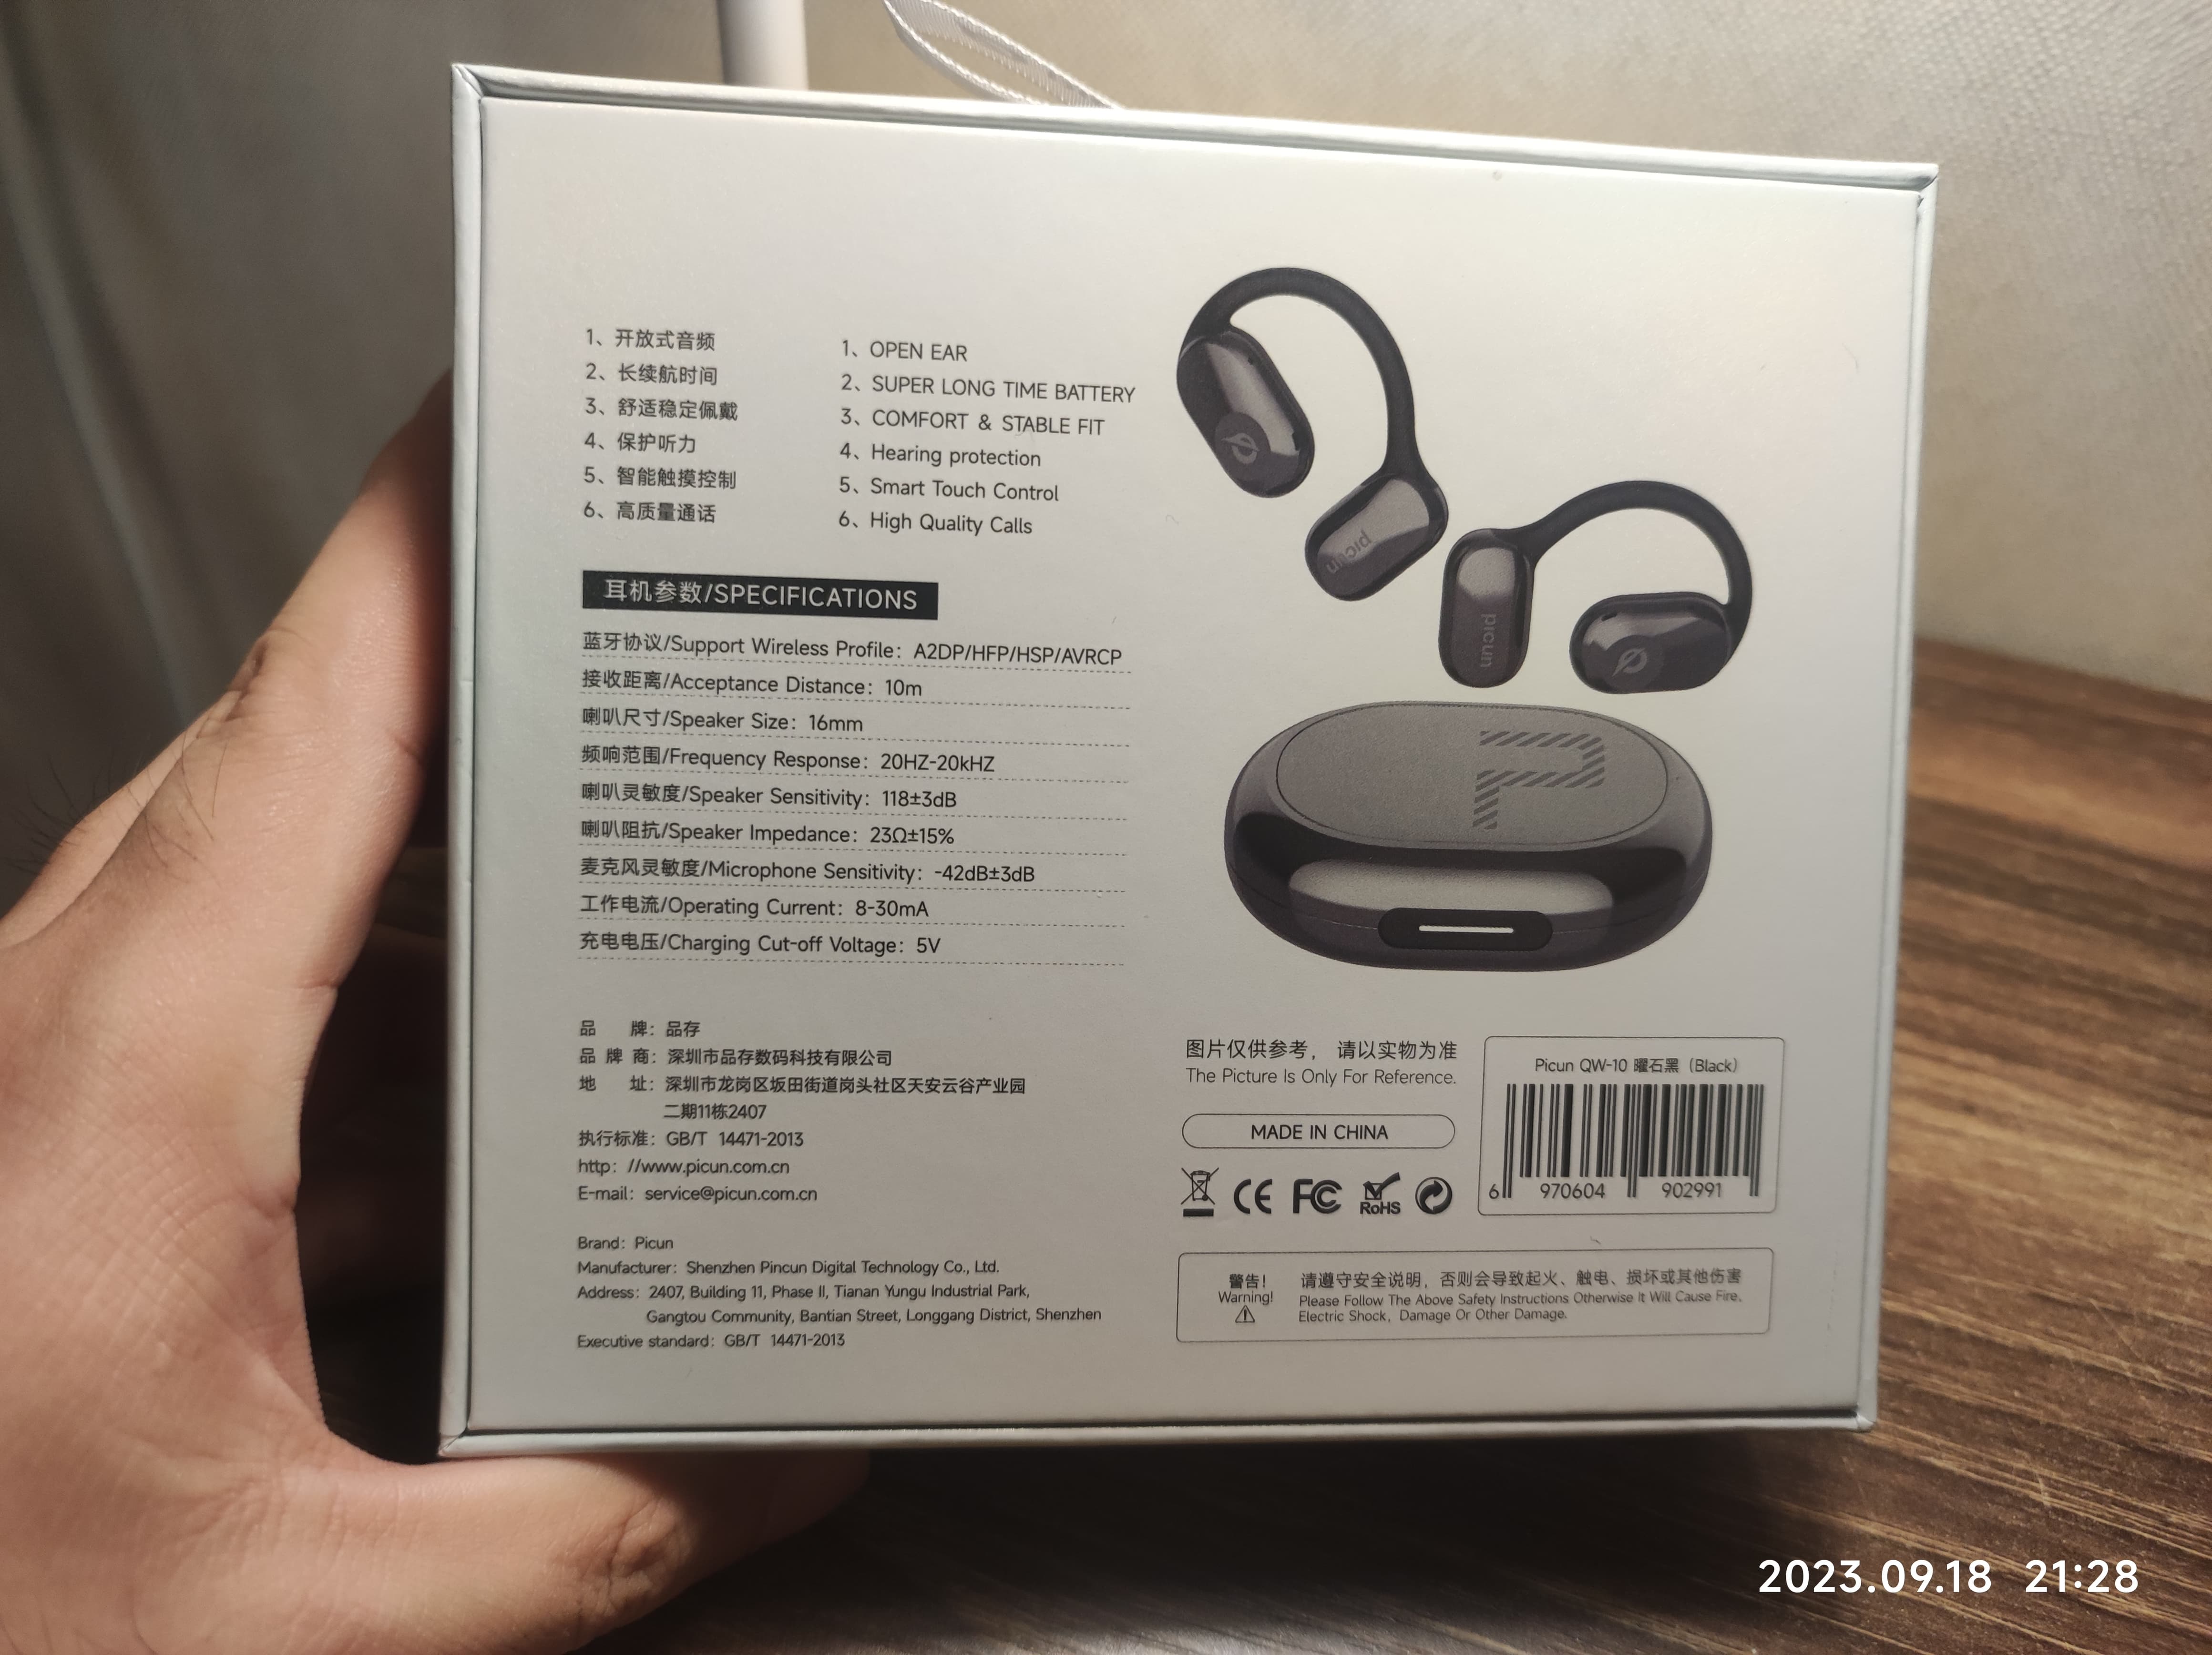 1、开放式音频
2、长续航时间
3、舒适稳定佩戴
4、保护听力
5、智能触摸控制
6、高质量通话
1、OPEN EAR
2、SUPER LONG TIME BATTERY
3、COMFORT & STABLE FIT
4、Hearing protection
5、Smart Touch Control
6、High Quality Calls
picun
picun
耳机参数/SPECIFICATIONS
蓝牙协议/Support Wireless Profile：A2DP/HFP/HSP/AVRCP
接收距离/Acceptance Distance：10m
喇叭尺寸/Speaker Size：16mm
频响范围/Frequency Response：20HZ-20kHZ
喇叭灵敏度/Speaker Sensitivity：118±3dB
喇叭阻抗/Speaker Impedance：23Ω±15%
麦克风灵敏度/Microphone Sensitivity：-42dB±3dB
工作电流/Operating Current：8-30mA
充电电压/Charging Cut-off Voltage：5V
品 牌：品存
品 牌 商：深圳市品存数码科技有限公司
地 址：深圳市龙岗区坂田街道岗头社区天安云谷产业园
二期11栋2407
执行标准：GB/T 14471-2013
http：//www.picun.com.cn
E-mail：service@picun.com.cn
Brand：Picun
Manufacturer：Shenzhen Pincun Digital Technology Co., Ltd.
Address：2407, Building 11, Phase II, Tianan Yungu Industrial Park,
Gangtou Community, Bantian Street, Longgang District, Shenzhen
Executive standard：GB/T 14471-2013
图片仅供参考，请以实物为准
The Picture Is Only For Reference.
MADE IN CHINA
CE FC RoHS
Picun QW-10 曜石黑（Black）
6 970604 902991
警告！
Warning!
请遵守安全说明，否则会导致起火、触电、损坏或其他伤害
Please Follow The Above Safety Instructions Otherwise It Will Cause Fire,
Electric Shock, Damage Or Other Damage.
2023.09.18 21:28